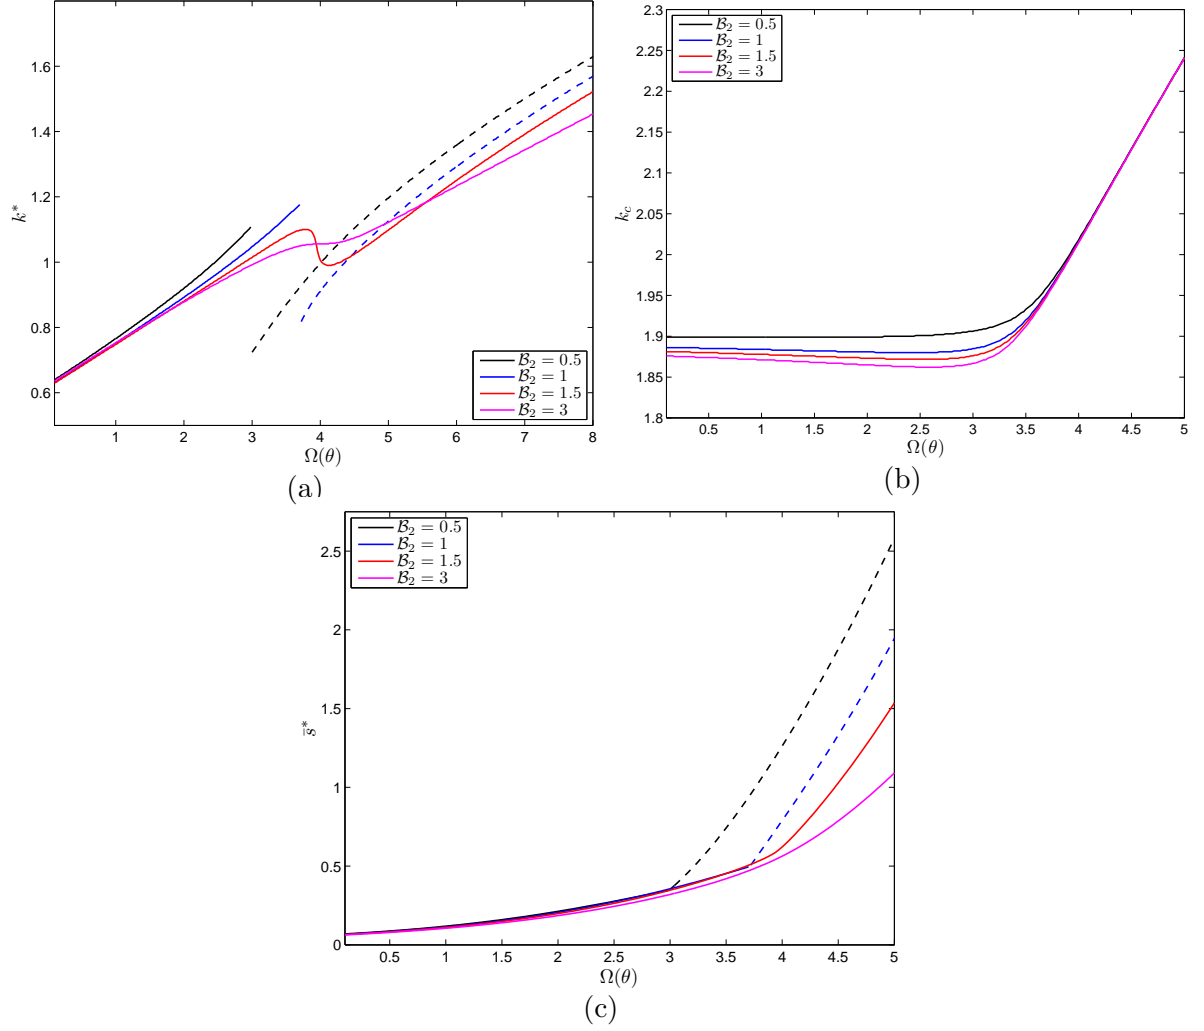 (a)
k*
1.6
1.4
1.2
1
0.8
0.6
1 2 3 4 5 6 7 8
Ω(θ)
ℬ₂ = 0.5
ℬ₂ = 1
ℬ₂ = 1.5
ℬ₂ = 3
(b)
k_c
2.3
2.25
2.2
2.15
2.1
2.05
2
1.95
1.9
1.85
1.8
0.5 1 1.5 2 2.5 3 3.5 4 4.5 5
Ω(θ)
ℬ₂ = 0.5
ℬ₂ = 1
ℬ₂ = 1.5
ℬ₂ = 3
(c)
s̄*
2.5
2
1.5
1
0.5
0
0.5 1 1.5 2 2.5 3 3.5 4 4.5 5
Ω(θ)
ℬ₂ = 0.5
ℬ₂ = 1
ℬ₂ = 1.5
ℬ₂ = 3